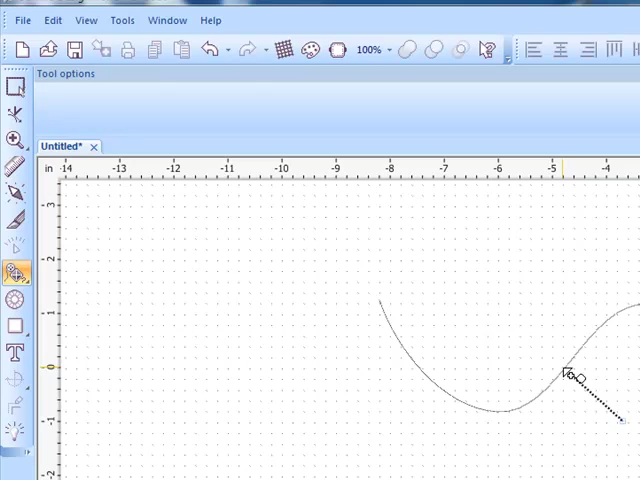 File Edit View Tools Window Help
100%
Tool options
Untitled*
in -14 -13 -12 -11 -10 -9 -8 -7 -6 -5 -4
3
2
1
0
-1
-2